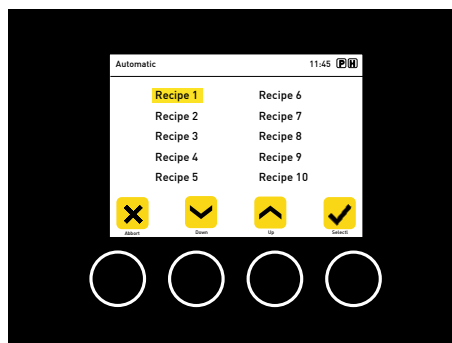 Automatic
11:45 P H
Recipe 1
Recipe 2
Recipe 3
Recipe 4
Recipe 5
Recipe 6
Recipe 7
Recipe 8
Recipe 9
Recipe 10
Abbort
Down
Up
Selectl